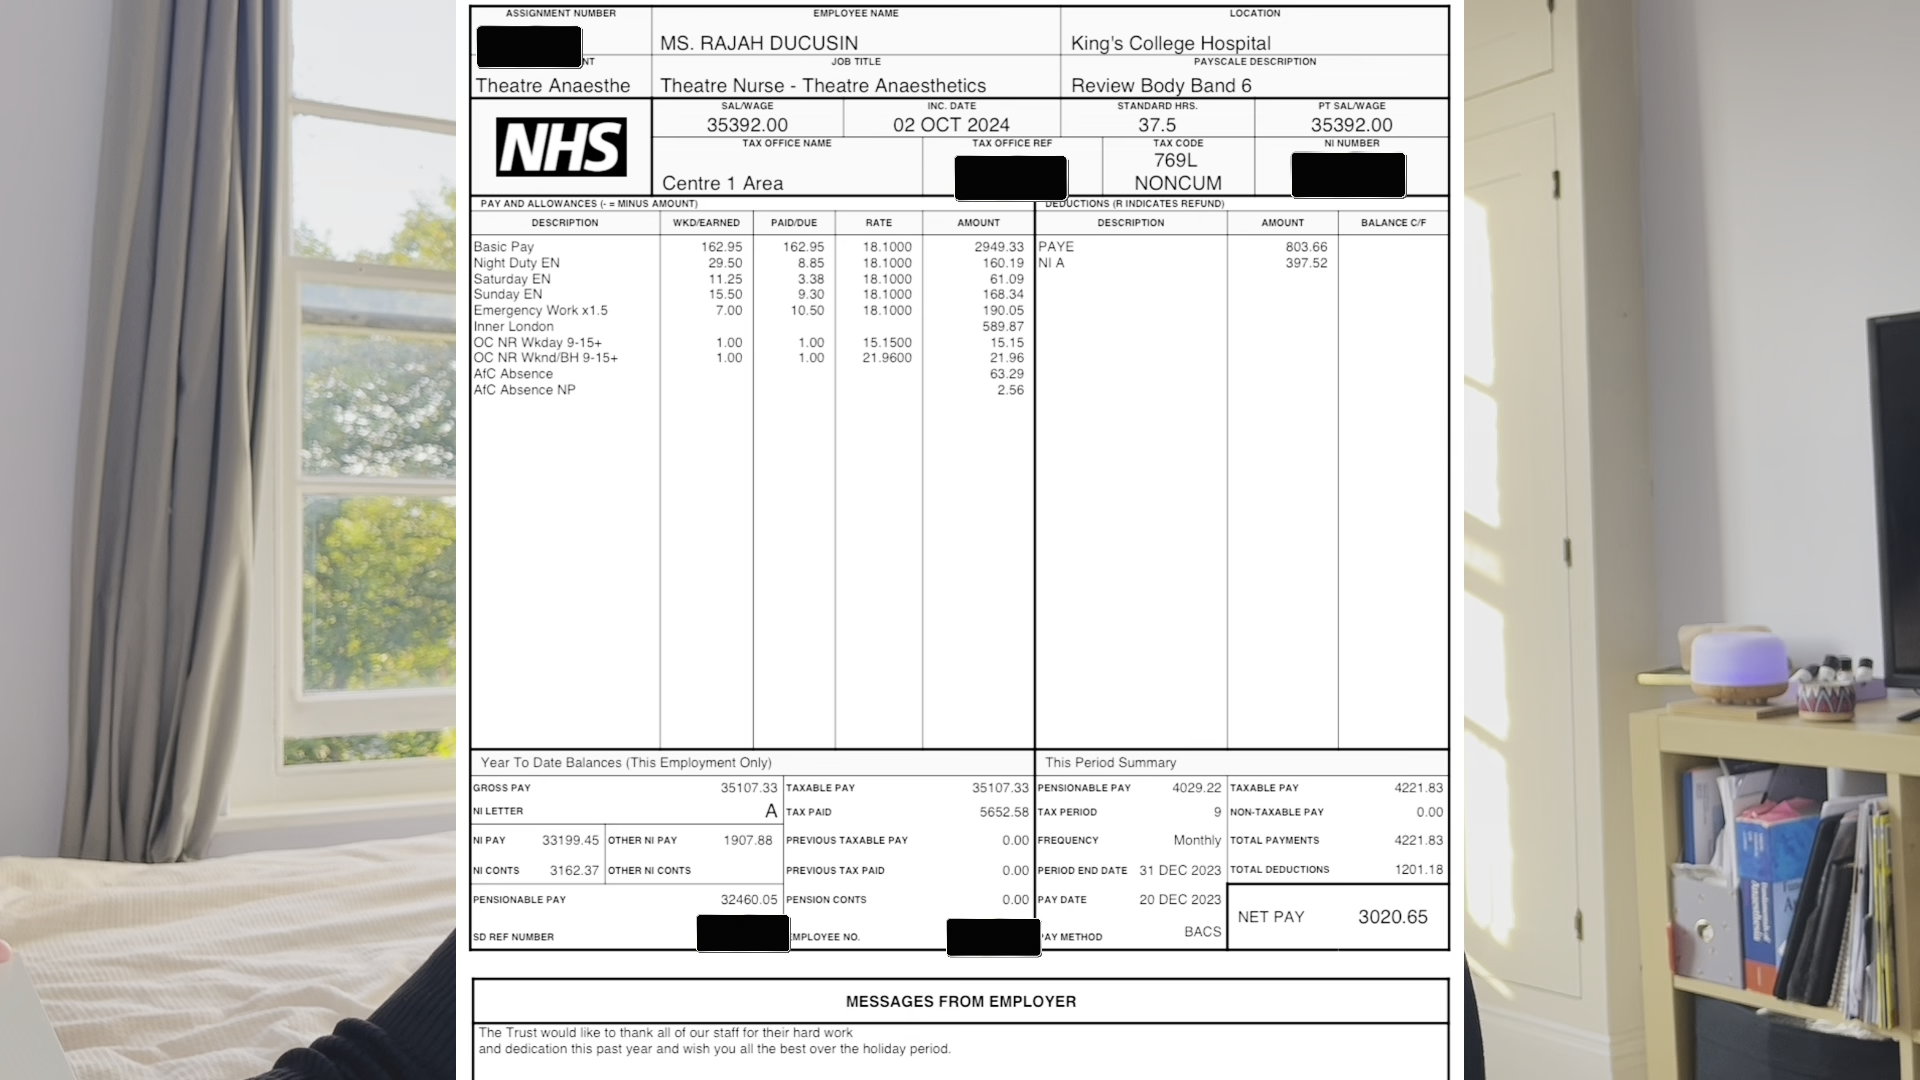 ASSIGNMENT NUMBER
EMPLOYEE NAME
LOCATION
MS. RAJAH DUCUSIN
King's College Hospital
NT
JOB TITLE
PAYSCALE DESCRIPTION
Theatre Anaesthe
Theatre Nurse - Theatre Anaesthetics
Review Body Band 6
NHS
SAL/WAGE
INC. DATE
STANDARD HRS.
PT SAL/WAGE
35392.00
02 OCT 2024
37.5
35392.00
TAX OFFICE NAME
TAX OFFICE REF
TAX CODE
NI NUMBER
Centre 1 Area
769L
NONCUM
PAY AND ALLOWANCES (- = MINUS AMOUNT)
DEDUCTIONS (R INDICATES REFUND)
DESCRIPTION WKD/EARNED PAID/DUE RATE AMOUNT
DESCRIPTION AMOUNT BALANCE C/F
Basic Pay 162.95 162.95 18.1000 2949.33
PAYE 803.66
Night Duty EN 29.50 8.85 18.1000 160.19
NI A 397.52
Saturday EN 11.25 3.38 18.1000 61.09
Sunday EN 15.50 9.30 18.1000 168.34
Emergency Work x1.5 7.00 10.50 18.1000 190.05
Inner London 589.87
OC NR Wkday 9-15+ 1.00 1.00 15.1500 15.15
OC NR Wknd/BH 9-15+ 1.00 1.00 21.9600 21.96
AfC Absence 63.29
AfC Absence NP 2.56
Year To Date Balances (This Employment Only)
This Period Summary
GROSS PAY 35107.33 TAXABLE PAY 35107.33
PENSIONABLE PAY 4029.22 TAXABLE PAY 4221.83
NI LETTER A TAX PAID 5652.58
TAX PERIOD 9 NON-TAXABLE PAY 0.00
NI PAY 33199.45 OTHER NI PAY 1907.88 PREVIOUS TAXABLE PAY 0.00
FREQUENCY Monthly TOTAL PAYMENTS 4221.83
NI CONTS 3162.37 OTHER NI CONTS PREVIOUS TAX PAID 0.00
PERIOD END DATE 31 DEC 2023 TOTAL DEDUCTIONS 1201.18
PENSIONABLE PAY 32460.05 PENSION CONTS 0.00
PAY DATE 20 DEC 2023
NET PAY 3020.65
SD REF NUMBER
EMPLOYEE NO.
PAY METHOD BACS
MESSAGES FROM EMPLOYER
The Trust would like to thank all of our staff for their hard work
and dedication this past year and wish you all the best over the holiday period.